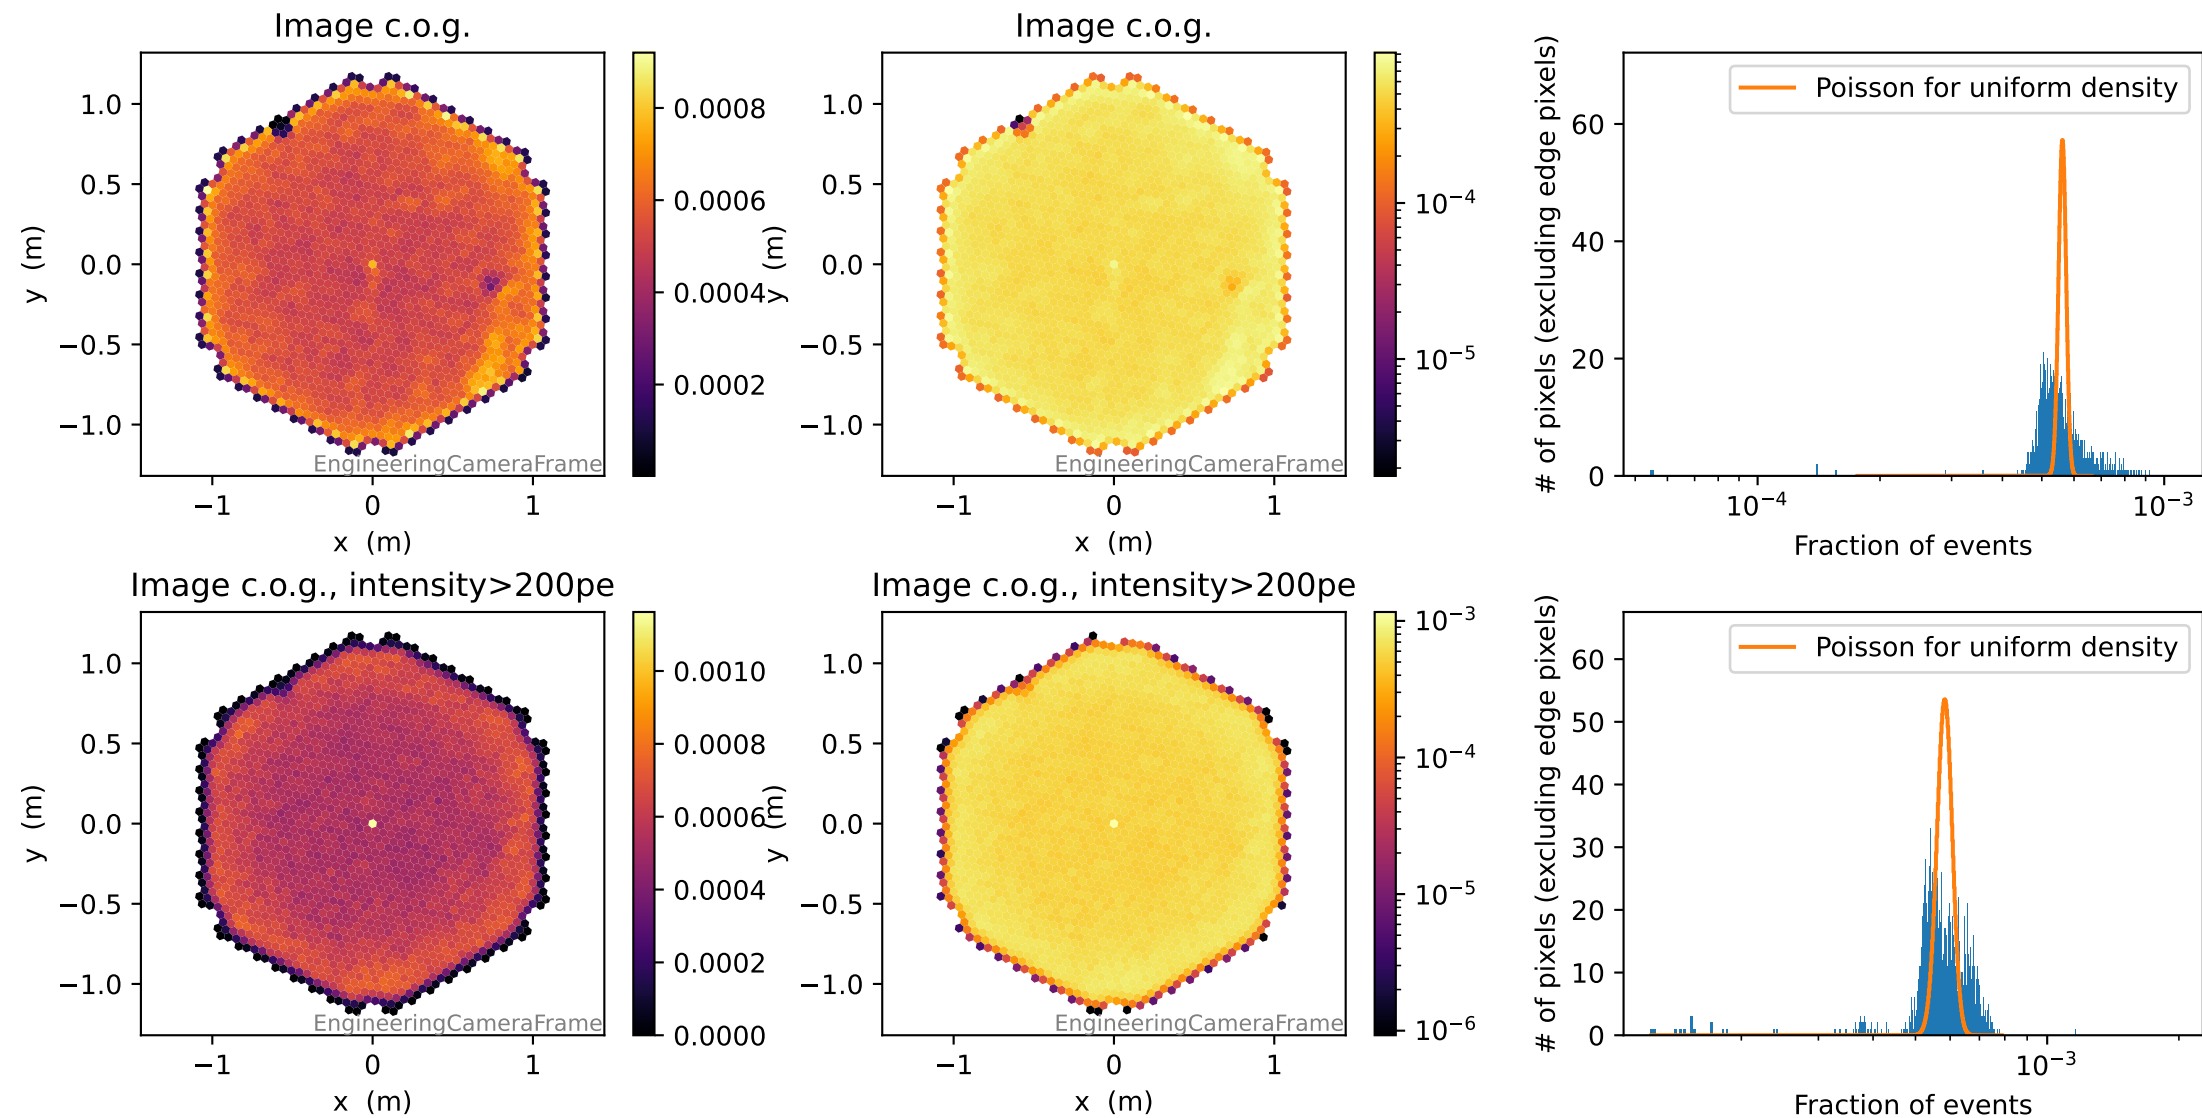 Image c.o.g.
1.0
0.5
0.0
−0.5
−1.0
y (m)
−1
0
1
x (m)
EngineeringCameraFrame
0.0008
0.0006
0.0004
0.0002
Image c.o.g.
1.0
0.5
0.0
−0.5
−1.0
y (m)
−1
0
1
x (m)
EngineeringCameraFrame
10⁻⁴
10⁻⁵
Poisson for uniform density
60
40
20
0
# of pixels (excluding edge pixels)
10⁻⁴
10⁻³
Fraction of events
Image c.o.g., intensity>200pe
1.0
0.5
0.0
−0.5
−1.0
y (m)
−1
0
1
x (m)
EngineeringCameraFrame
0.0010
0.0008
0.0006
0.0004
0.0002
0.0000
Image c.o.g., intensity>200pe
1.0
0.5
0.0
−0.5
−1.0
y (m)
−1
0
1
x (m)
EngineeringCameraFrame
10⁻³
10⁻⁴
10⁻⁵
10⁻⁶
Poisson for uniform density
60
50
40
30
20
10
0
# of pixels (excluding edge pixels)
10⁻³
Fraction of events